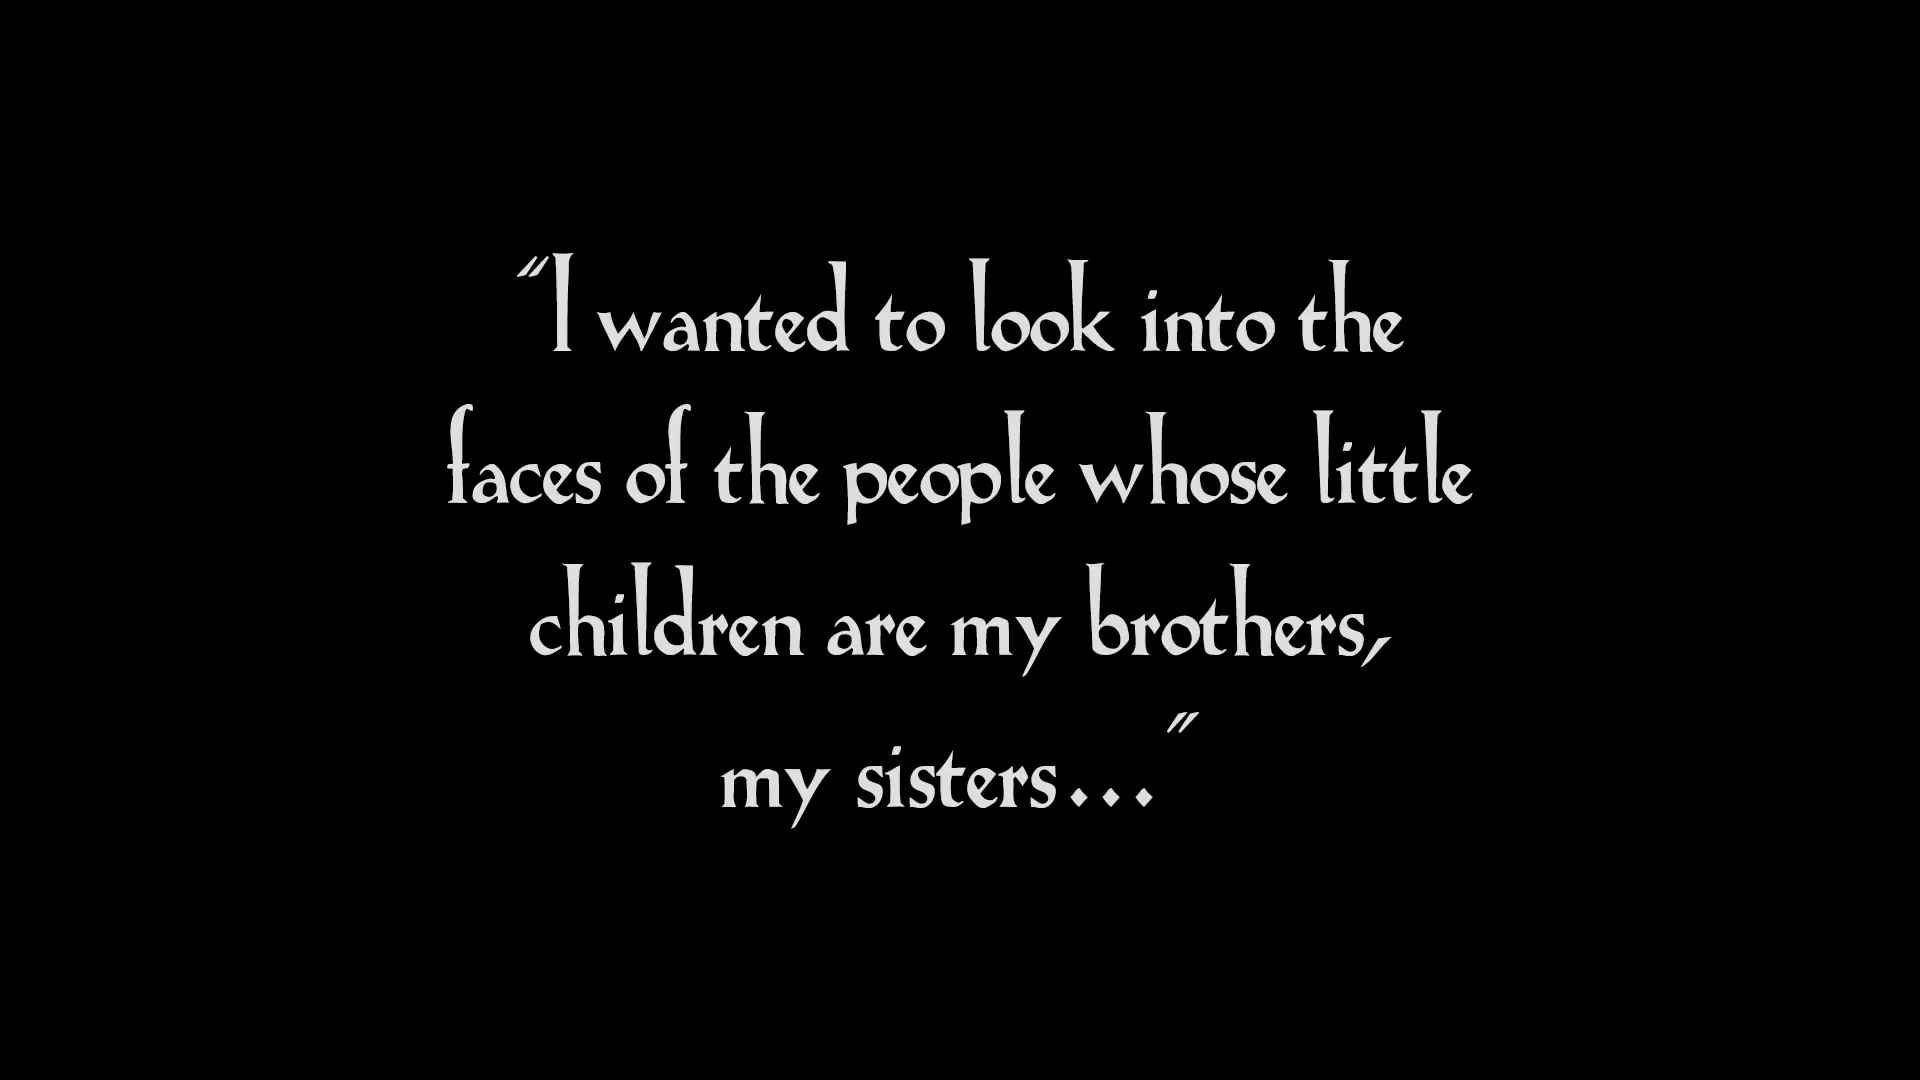 "I wanted to look into the
faces of the people whose little
children are my brothers,
my sisters..."